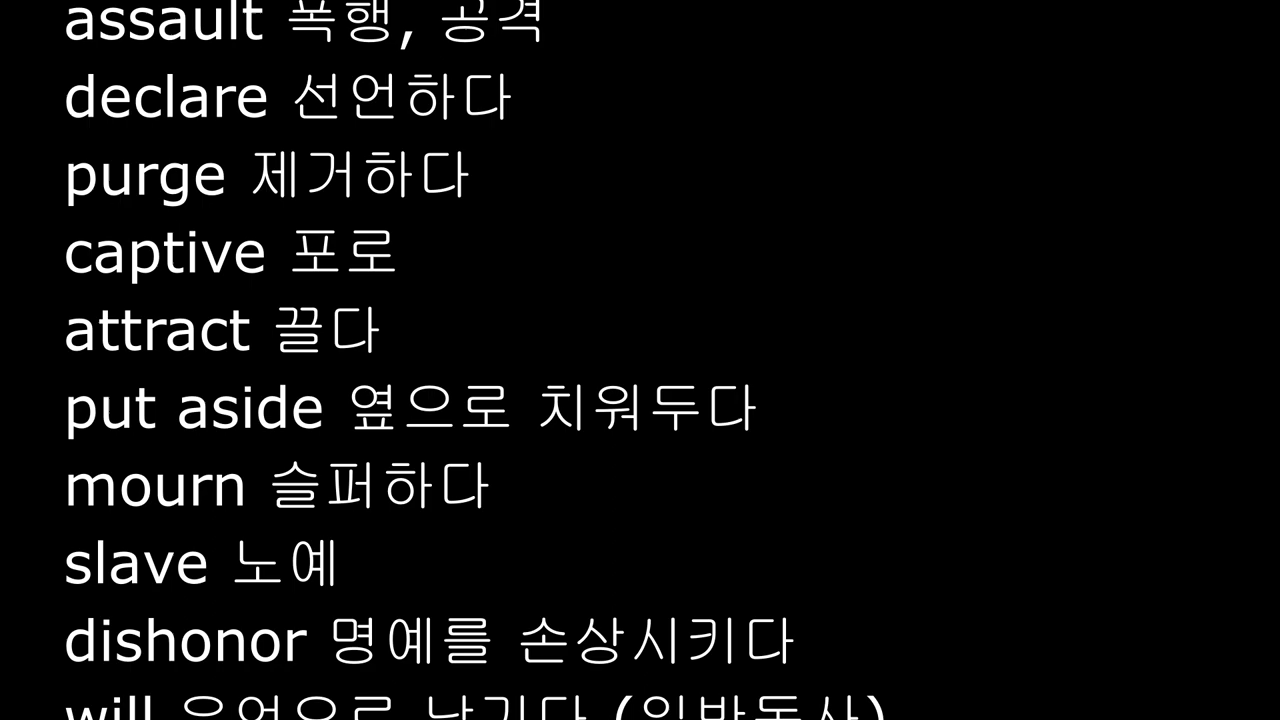 assault 폭행, 공격
declare 선언하다
purge 제거하다
captive 포로
attract 끌다
put aside 옆으로 치워두다
mourn 슬퍼하다
slave 노예
dishonor 명예를 손상시키다
will 유언으로 남기다 (일반동사)